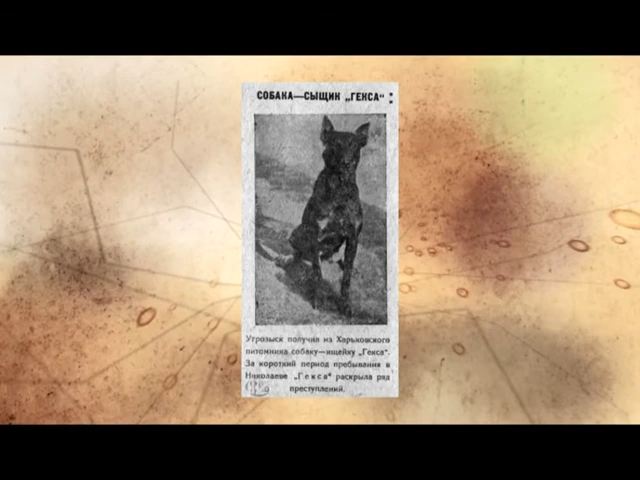 СОБАКА—СЫЩИК „ГЕКСА“
Угрозыск получил из Харьковского
питомника собаку—ищейку „Гекса“.
За короткий период пребывания в
Николаеве „Гекса“ раскрыла ряд
преступлений.